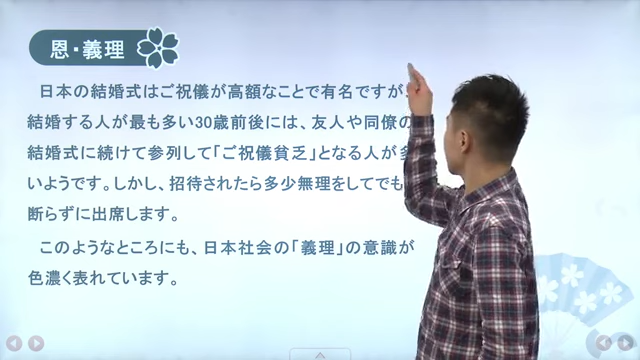 恩・義理
日本の結婚式はご祝儀が高額なことで有名ですが、
結婚する人が最も多い30歳前後には、友人や同僚の
結婚式に続けて参列して「ご祝儀貧乏」となる人が多
いようです。しかし、招待されたら多少無理をしてでも
断らずに出席します。
このようなところにも、日本社会の「義理」の意識が
色濃く表れています。